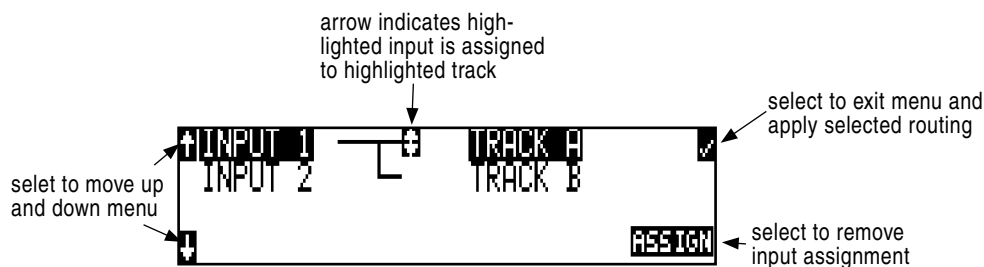 arrow indicates high-
lighted input is assigned
to highlighted track
select to exit menu and
apply selected routing
INPUT 1
TRACK A
INPUT 2
TRACK B
selet to move up
and down menu
ASSIGN
select to remove
input assignment